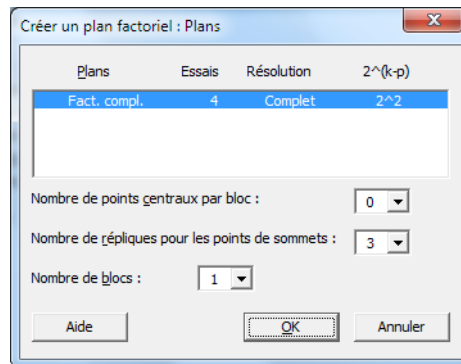 Créer un plan factoriel : Plans
Plans Essais Résolution 2^(k-p)
Fact. compl. 4 Complet 2^2
Nombre de points centraux par bloc : 0
Nombre de répliques pour les points de sommets : 3
Nombre de blocs : 1
Aide OK Annuler